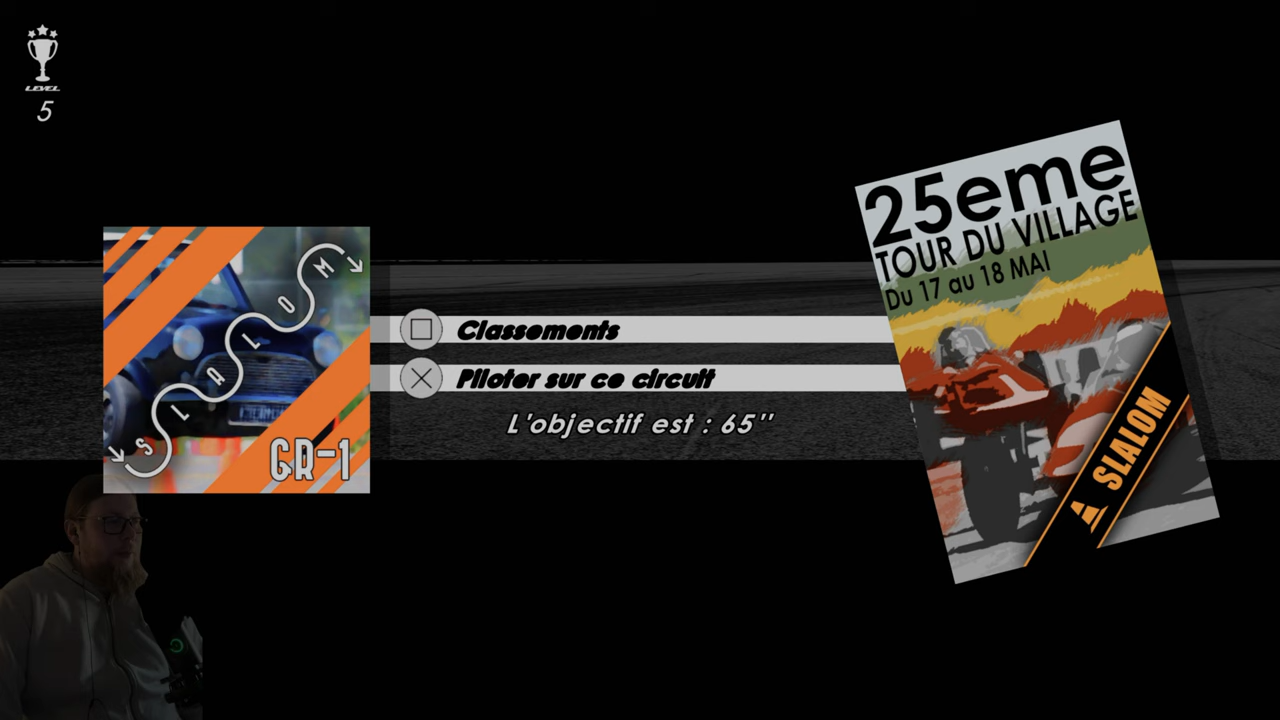 LEVEL
5
SLALOM
GR-1
Classements
Piloter sur ce circuit
L'objectif est : 65''
25eme
TOUR DU VILLAGE
Du 17 au 18 MAI
SLALOM